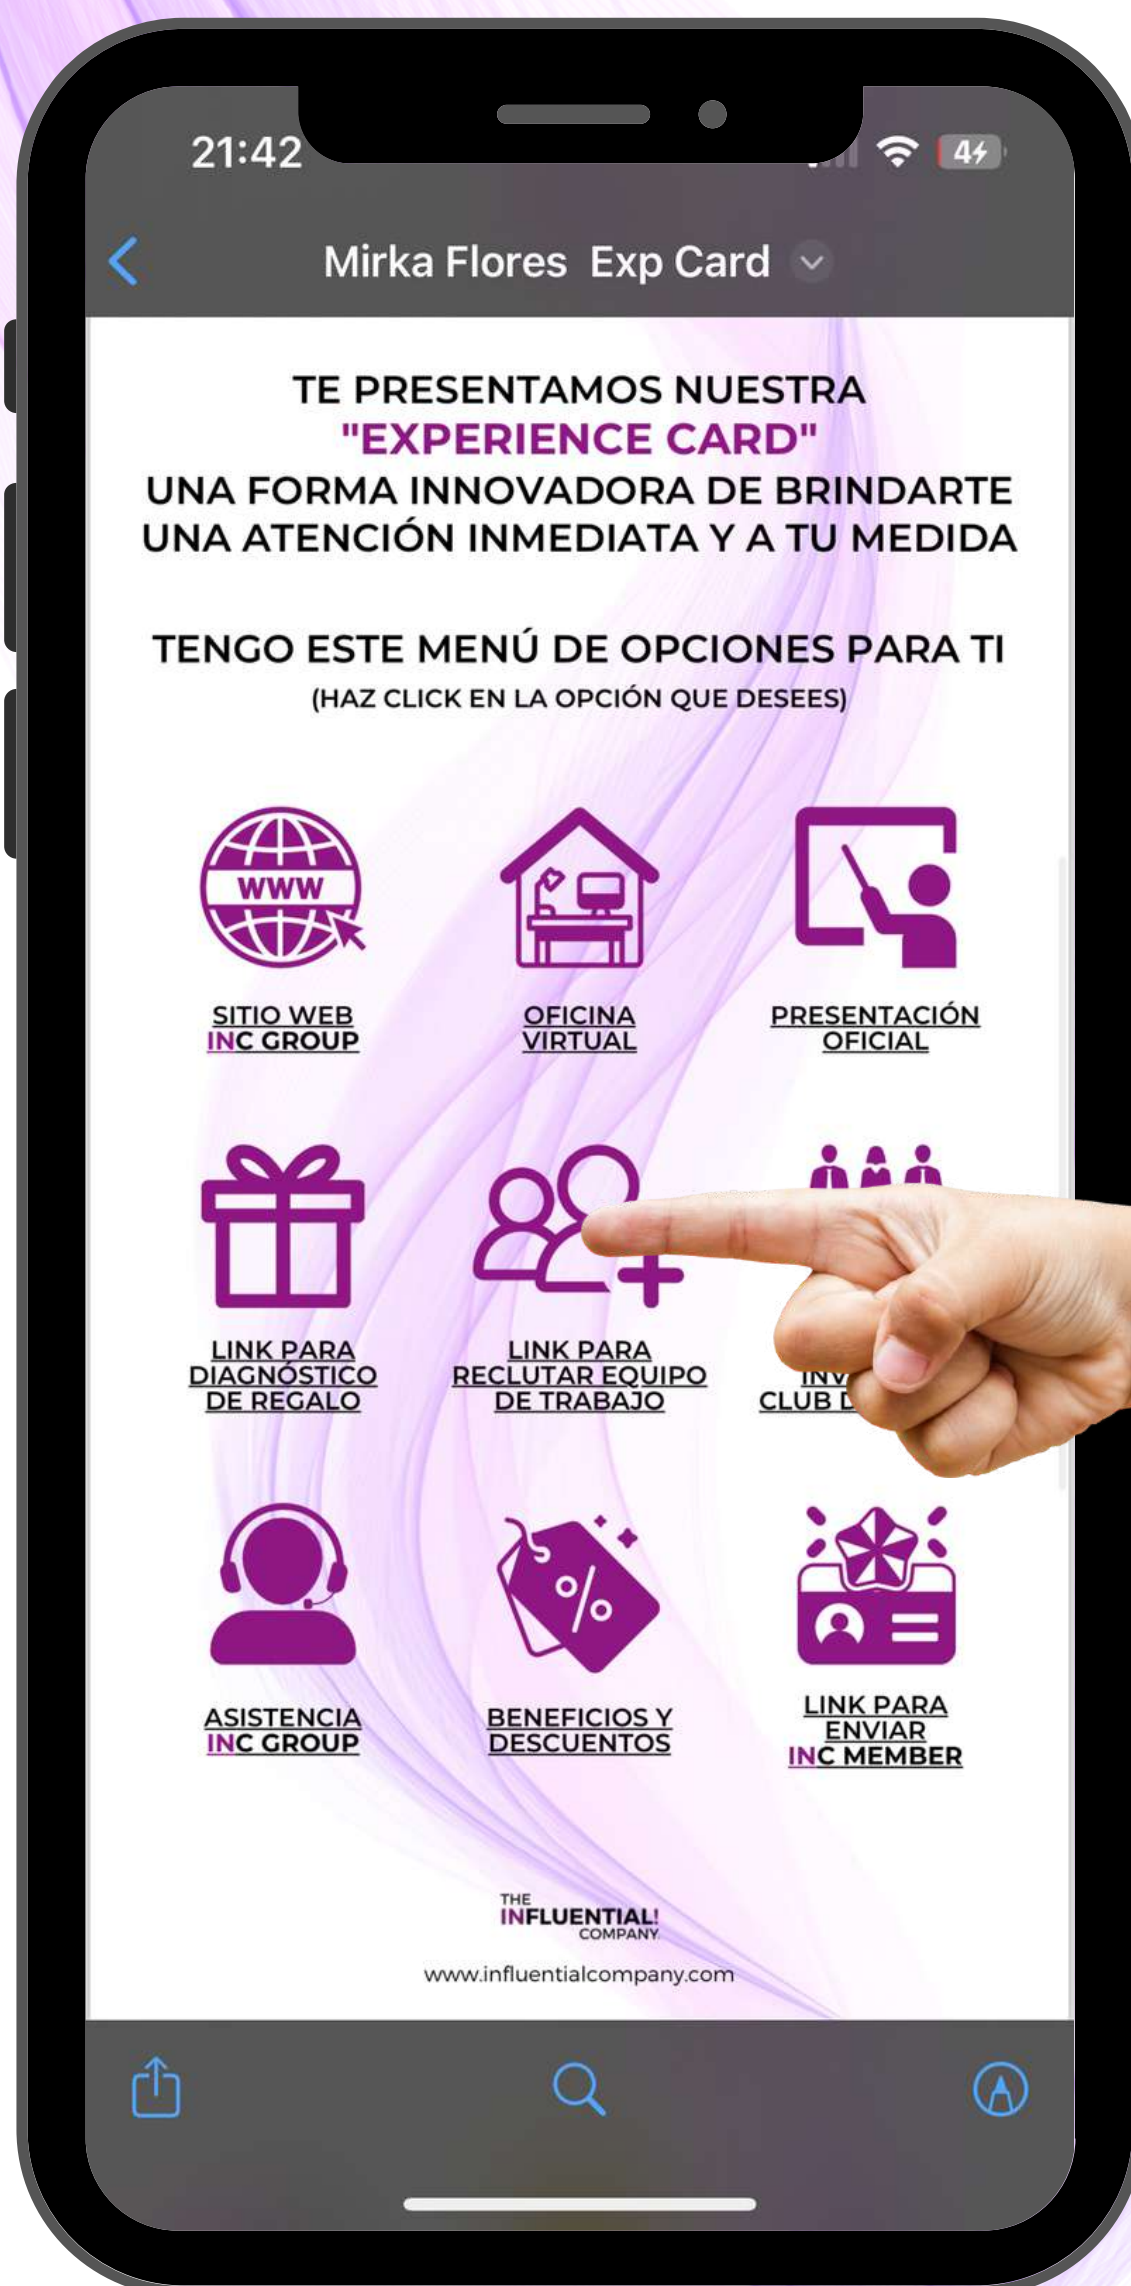 21:42
4
Mirka Flores Exp Card
TE PRESENTAMOS NUESTRA
"EXPERIENCE CARD"
UNA FORMA INNOVADORA DE BRINDARTE
UNA ATENCIÓN INMEDIATA Y A TU MEDIDA
TENGO ESTE MENÚ DE OPCIONES PARA TI
(HAZ CLICK EN LA OPCIÓN QUE DESEES)
WWW
SITIO WEB
INC GROUP
OFICINA
VIRTUAL
PRESENTACIÓN
OFICIAL
LINK PARA
DIAGNÓSTICO
DE REGALO
LINK PARA
RECLUTAR EQUIPO
DE TRABAJO
CLUB
%
ASISTENCIA
INC GROUP
BENEFICIOS Y
DESCUENTOS
LINK PARA
ENVIAR
INC MEMBER
THE
INFLUENTIAL!
COMPANY.
www.influentialcompany.com